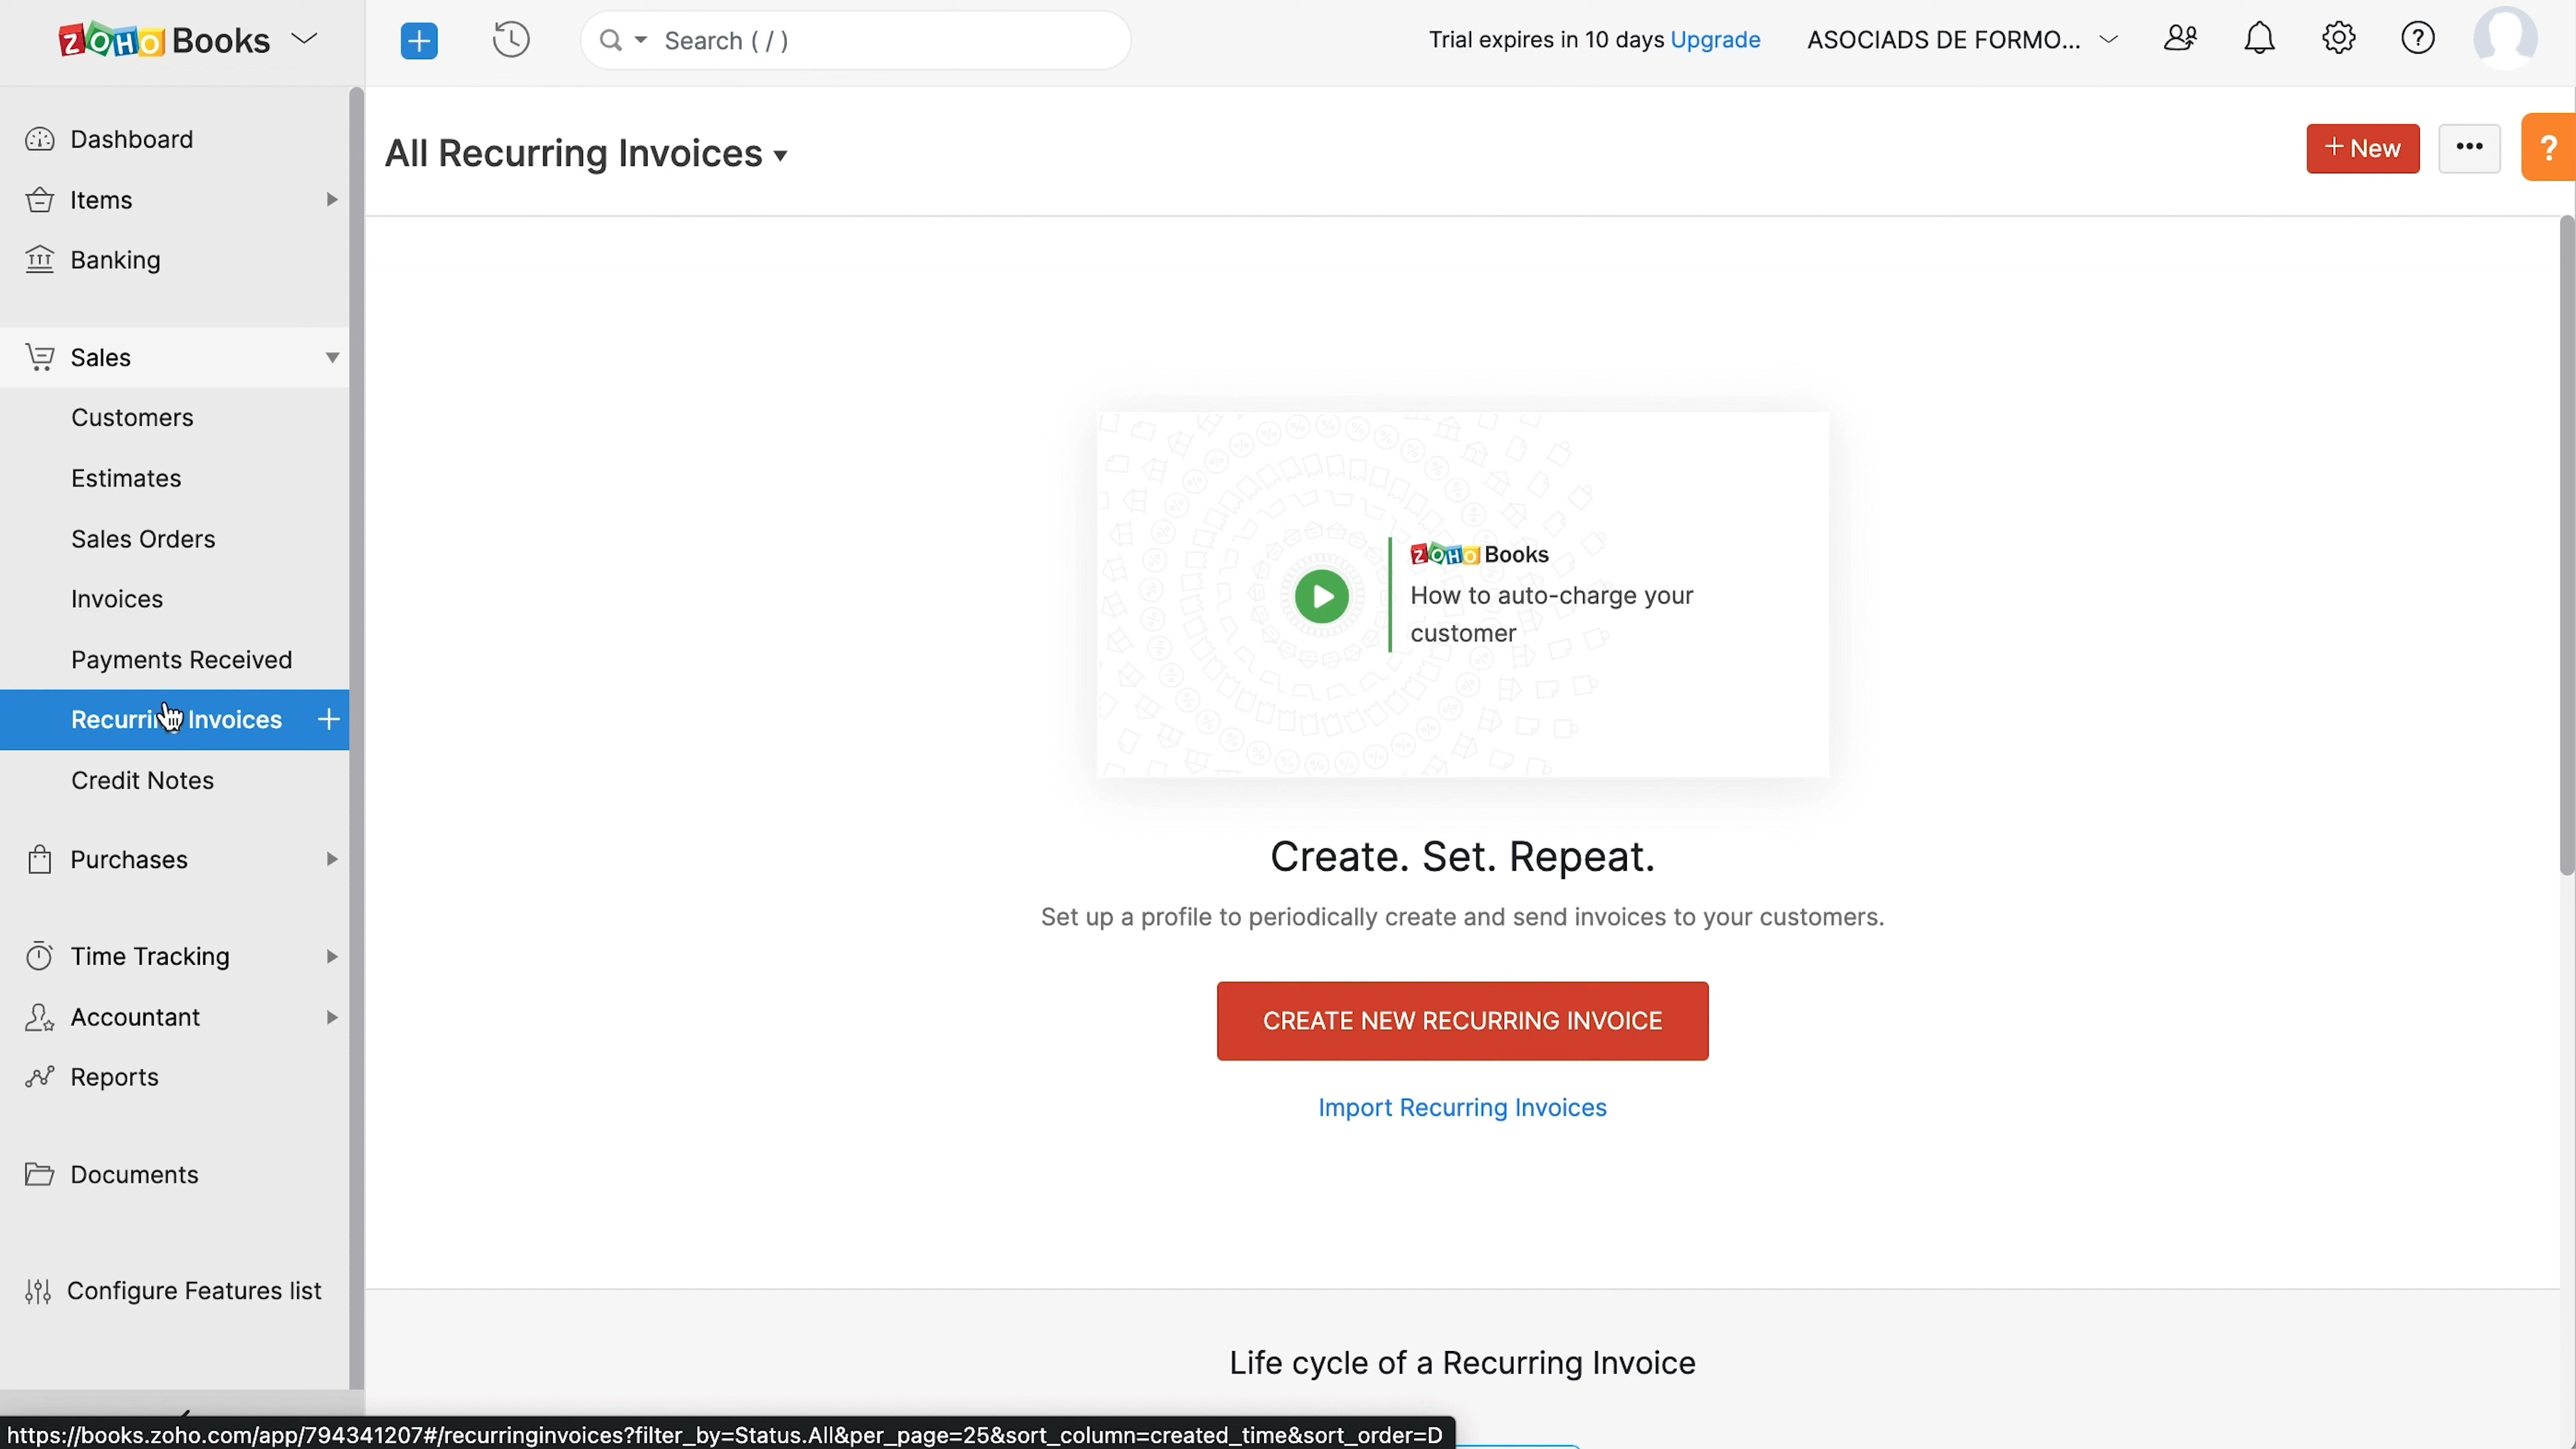 ZOHO Books
Search ( / )
Trial expires in 10 days Upgrade
ASOCIADS DE FORMO...
Dashboard
Items
Banking
Sales
Customers
Estimates
Sales Orders
Invoices
Payments Received
Recurring Invoices +
Credit Notes
Purchases
Time Tracking
Accountant
Reports
Documents
Configure Features list
All Recurring Invoices
+ New
?
ZOHO Books
How to auto-charge your
customer
Create. Set. Repeat.
Set up a profile to periodically create and send invoices to your customers.
CREATE NEW RECURRING INVOICE
Import Recurring Invoices
Life cycle of a Recurring Invoice
https://books.zoho.com/app/794341207#/recurringinvoices?filter_by=Status.All&per_page=25&sort_column=created_time&sort_order=D